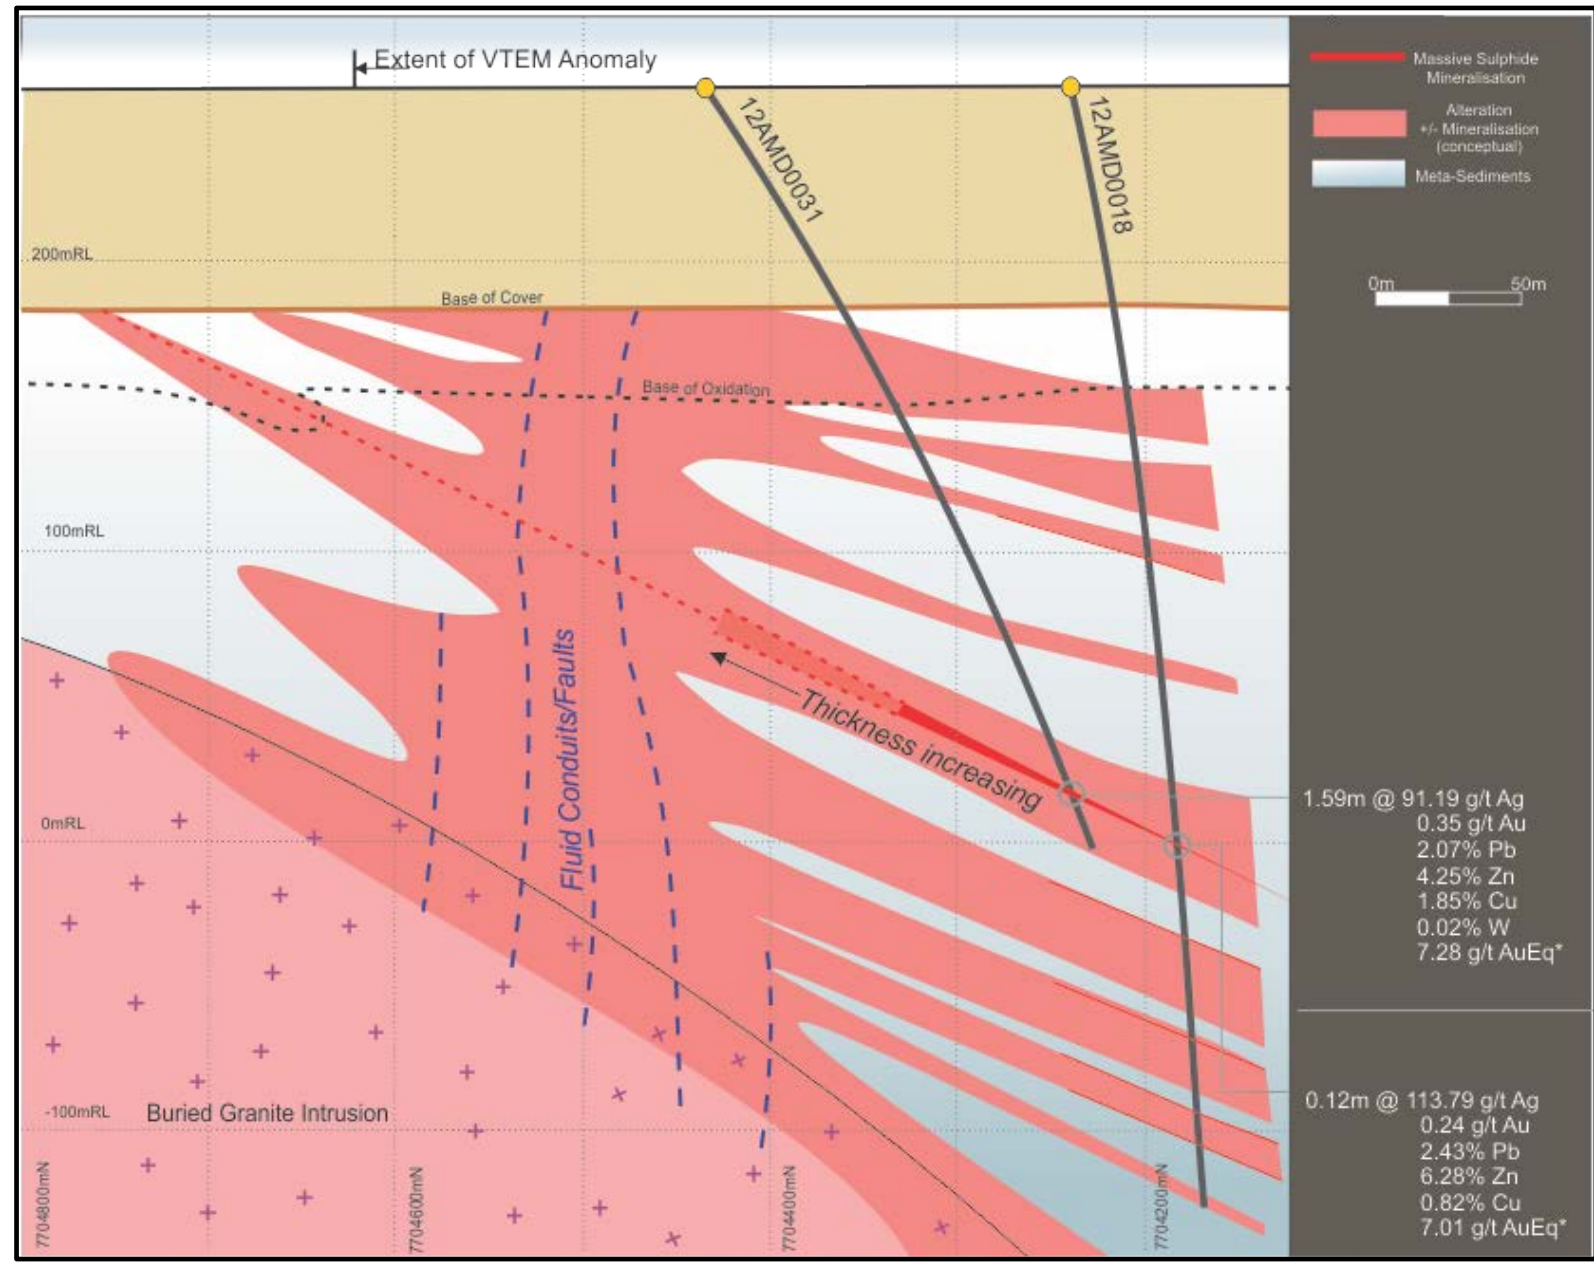 Extent of VTEM Anomaly
12AMD0031
12AMD0018
200mRL
Base of Cover
Base of Oxidation
100mRL
Fluid Conduits/Faults
Thickness increasing
0mRL
-100mRL
Buried Granite Intrusion
7704800mN
7704600mN
7704400mN
7704200mN
Massive Sulphide
Mineralisation
Alteration
+/- Mineralisation
(conceptual)
Meta-Sediments
0m 50m
1.59m @ 91.19 g/t Ag
0.35 g/t Au
2.07% Pb
4.25% Zn
1.85% Cu
0.02% W
7.28 g/t AuEq*
0.12m @ 113.79 g/t Ag
0.24 g/t Au
2.43% Pb
6.28% Zn
0.82% Cu
7.01 g/t AuEq*